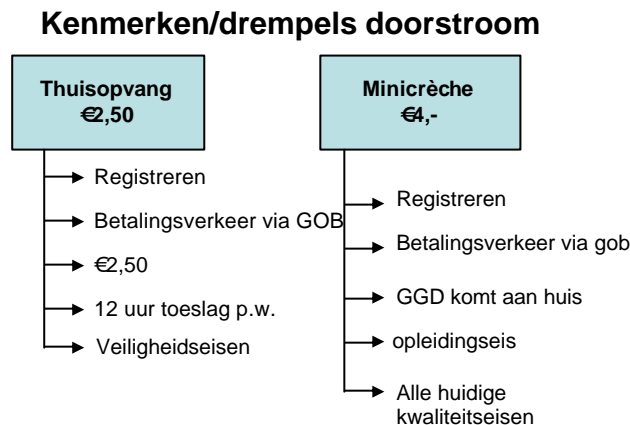 Kenmerken/drempels doorstroom
Thuisopvang
€2,50
Registreren
Betalingsverkeer via GOB
€2,50
12 uur toeslag p.w.
Veiligheidseisen
Minicrèche
€4,-
Registreren
Betalingsverkeer via gob
GGD komt aan huis
opleidingseis
Alle huidige
kwaliteitseisen